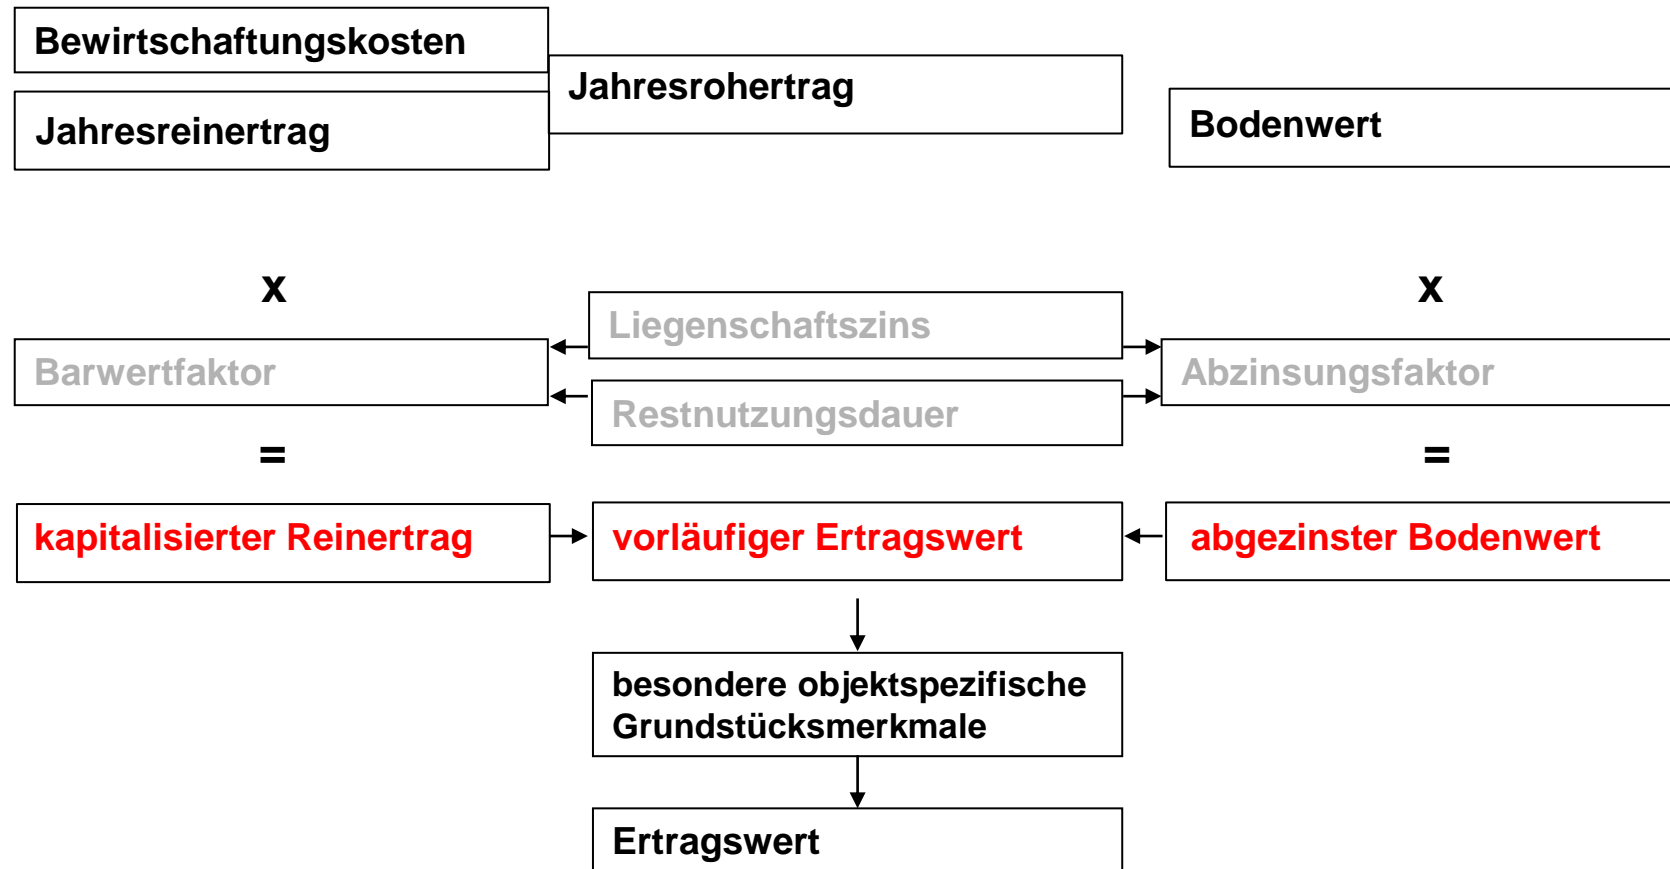 Bewirtschaftungskosten
Jahresrohertrag
Jahresreinertrag
Bodenwert
x
x
Liegenschaftszins
Barwertfaktor
Abzinsungsfaktor
Restnutzungsdauer
=
=
kapitalisierter Reinertrag
vorläufiger Ertragswert
abgezinster Bodenwert
besondere objektspezifische
Grundstücksmerkmale
Ertragswert